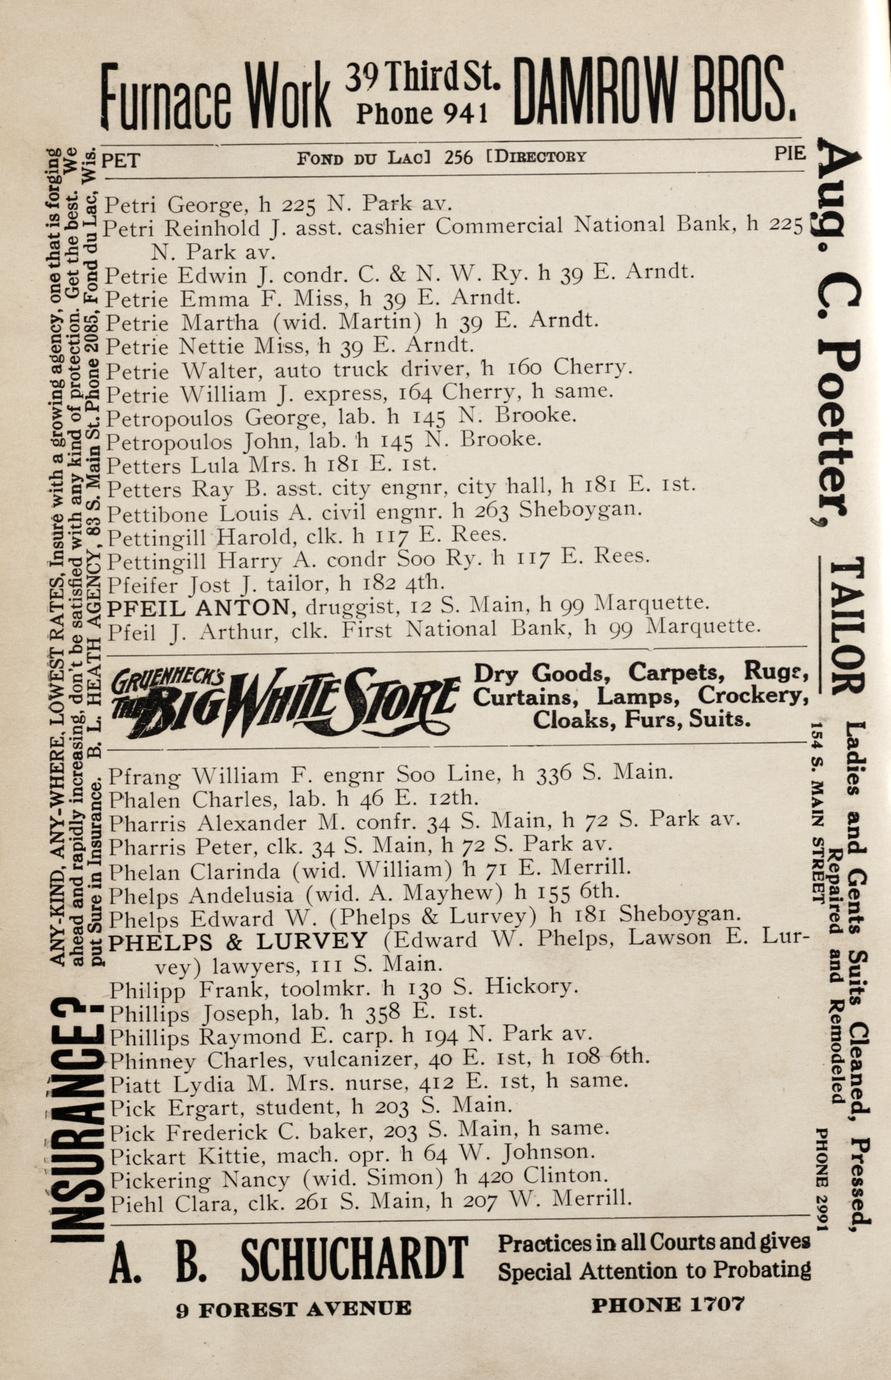 Furnace Work 39 Third St. Phone 941 DAMROW BROS.
PET FOND DU LAC] 256 [DIRECTORY PIE
Petri George, h 225 N. Park av.
Petri Reinhold J. asst. cashier Commercial National Bank, h 225
N. Park av.
Petrie Edwin J. condr. C. & N. W. Ry. h 39 E. Arndt.
Petrie Emma F. Miss, h 39 E. Arndt.
Petrie Martha (wid. Martin) h 39 E. Arndt.
Petrie Nettie Miss, h 39 E. Arndt.
Petrie Walter, auto truck driver, h 160 Cherry.
Petrie William J. express, 164 Cherry, h same.
Petropoulos George, lab. h 145 N. Brooke.
Petropoulos John, lab. h 145 N. Brooke.
Petters Lula Mrs. h 181 E. 1st.
Petters Ray B. asst. city engnr, city hall, h 181 E. 1st.
Pettibone Louis A. civil engnr. h 263 Sheboygan.
Pettingill Harold, clk. h 117 E. Rees.
Pettingill Harry A. condr Soo Ry. h 117 E. Rees.
Pfeifer Jost J. tailor, h 182 4th.
PFEIL ANTON, druggist, 12 S. Main, h 99 Marquette.
Pfeil J. Arthur, clk. First National Bank, h 99 Marquette.
GRUENHECK'S
THE BIG WHITE STORE
Dry Goods, Carpets, Rugs,
Curtains, Lamps, Crockery,
Cloaks, Furs, Suits.
Pfrang William F. engnr Soo Line, h 336 S. Main.
Phalen Charles, lab. h 46 E. 12th.
Pharris Alexander M. confr. 34 S. Main, h 72 S. Park av.
Pharris Peter, clk. 34 S. Main, h 72 S. Park av.
Phelan Clarinda (wid. William) h 71 E. Merrill.
Phelps Andelusia (wid. A. Mayhew) h 155 6th.
Phelps Edward W. (Phelps & Lurvey) h 181 Sheboygan.
PHELPS & LURVEY (Edward W. Phelps, Lawson E. Lur-
vey) lawyers, 111 S. Main.
Philipp Frank, toolmkr. h 130 S. Hickory.
Phillips Joseph, lab. h 358 E. 1st.
Phillips Raymond E. carp. h 194 N. Park av.
Phinney Charles, vulcanizer, 40 E. 1st, h 108 6th.
Piatt Lydia M. Mrs. nurse, 412 E. 1st, h same.
Pick Ergart, student, h 203 S. Main.
Pick Frederick C. baker, 203 S. Main, h same.
Pickart Kittie, mach. opr. h 64 W. Johnson.
Pickering Nancy (wid. Simon) h 420 Clinton.
Piehl Clara, clk. 261 S. Main, h 207 W. Merrill.
A. B. SCHUCHARDT
9 FOREST AVENUE
Practices in all Courts and gives
Special Attention to Probating
PHONE 1707
INSURANCE?
ANY-KIND, ANY-WHERE, LOWEST RATES, Insure with a growing agency, one that is forging
ahead and rapidly increasing, don't be satisfied with any kind of protection. Get the best. We
put Sure in Insurance. B. L. HEATH AGENCY, 83 S. Main St. Phone 2085, Fond du Lac, Wis.
Aug. C. Poetter, TAILOR
Ladies and Gents Suits Cleaned, Pressed,
Repaired and Remodeled
154 S. MAIN STREET PHONE 2991